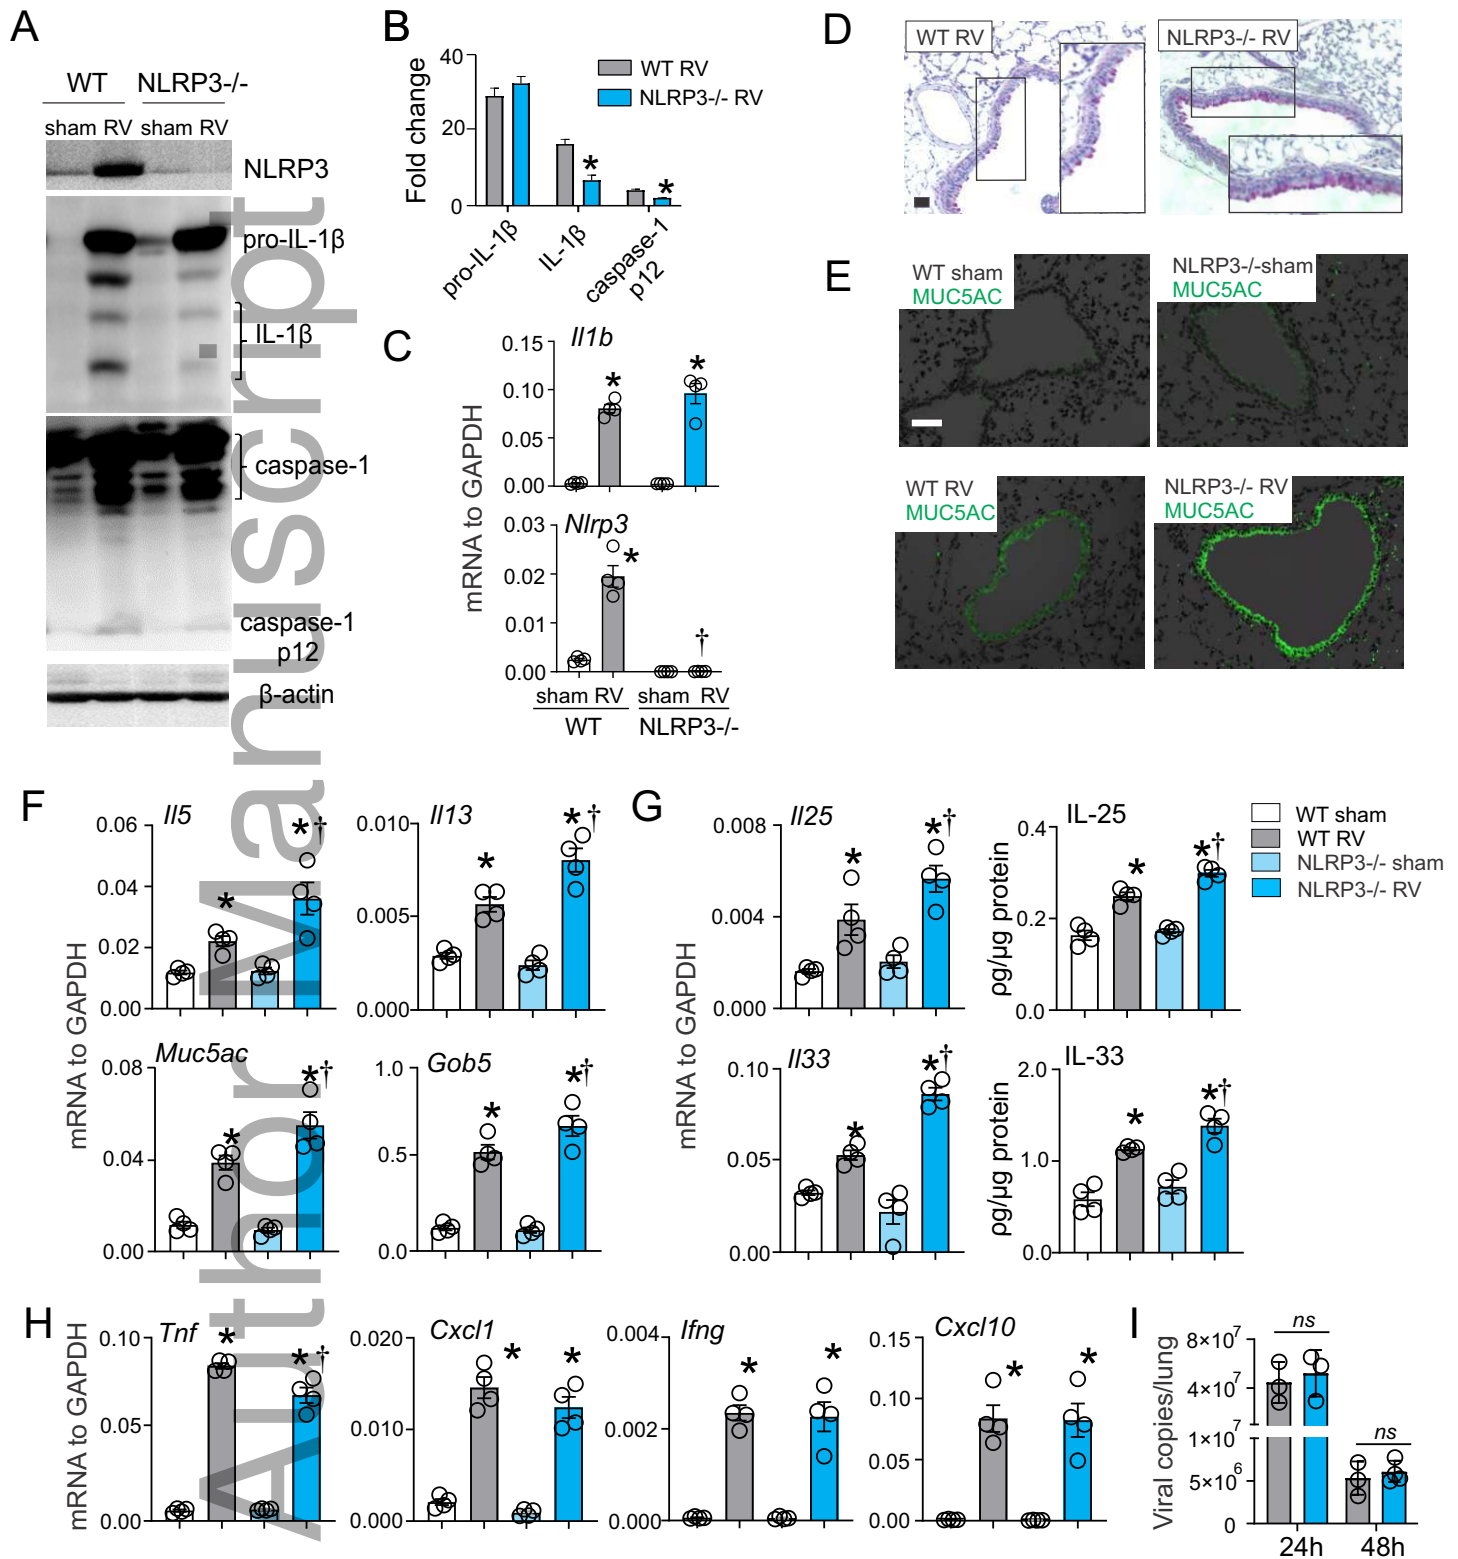 A
WT NLRP3-/-
sham RV sham RV
NLRP3
pro-IL-1β
IL-1β
caspase-1
caspase-1
p12
β-actin
B
Fold change
40
20
0
WT RV
NLRP3-/- RV
*
*
pro-IL-1β
IL-1β
caspase-1
p12
C
mRNA to GAPDH
Il1b
0.15
0.10
0.05
0.00
*
*
Nlrp3
0.03
0.02
0.01
0.00
*
†
sham RV sham RV
WT NLRP3-/-
D
WT RV
NLRP3-/- RV
E
WT sham
MUC5AC
NLRP3-/-sham
MUC5AC
WT RV
MUC5AC
NLRP3-/- RV
MUC5AC
F
mRNA to GAPDH
Il5
0.06
0.04
0.02
0.00
*
*†
Il13
0.010
0.005
0.000
*
*†
Muc5ac
0.08
0.04
0.00
*
*†
Gob5
1.0
0.5
0.0
*
*†
G
mRNA to GAPDH
Il25
0.008
0.004
0.000
*
*†
IL-25
ρg/µg protein
0.4
0.2
0.0
*
*†
WT sham
WT RV
NLRP3-/- sham
NLRP3-/- RV
Il33
0.10
0.05
0.00
*
*†
IL-33
ρg/µg protein
2.0
1.0
0.0
*
*†
H
mRNA to GAPDH
Tnf
0.10
0.05
0.00
*
*†
Cxcl1
0.020
0.010
0.000
*
*
Ifng
0.004
0.002
0.000
*
*
Cxcl10
0.15
0.10
0.05
0.00
*
*
I
Viral copies/lung
8×10⁷
4×10⁷
7
1×10⁷
5×10⁶
0
ns
ns
24h 48h
Author Manuscript